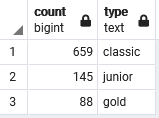 count type
bigint text
1 659 classic
2 145 junior
3 88 gold